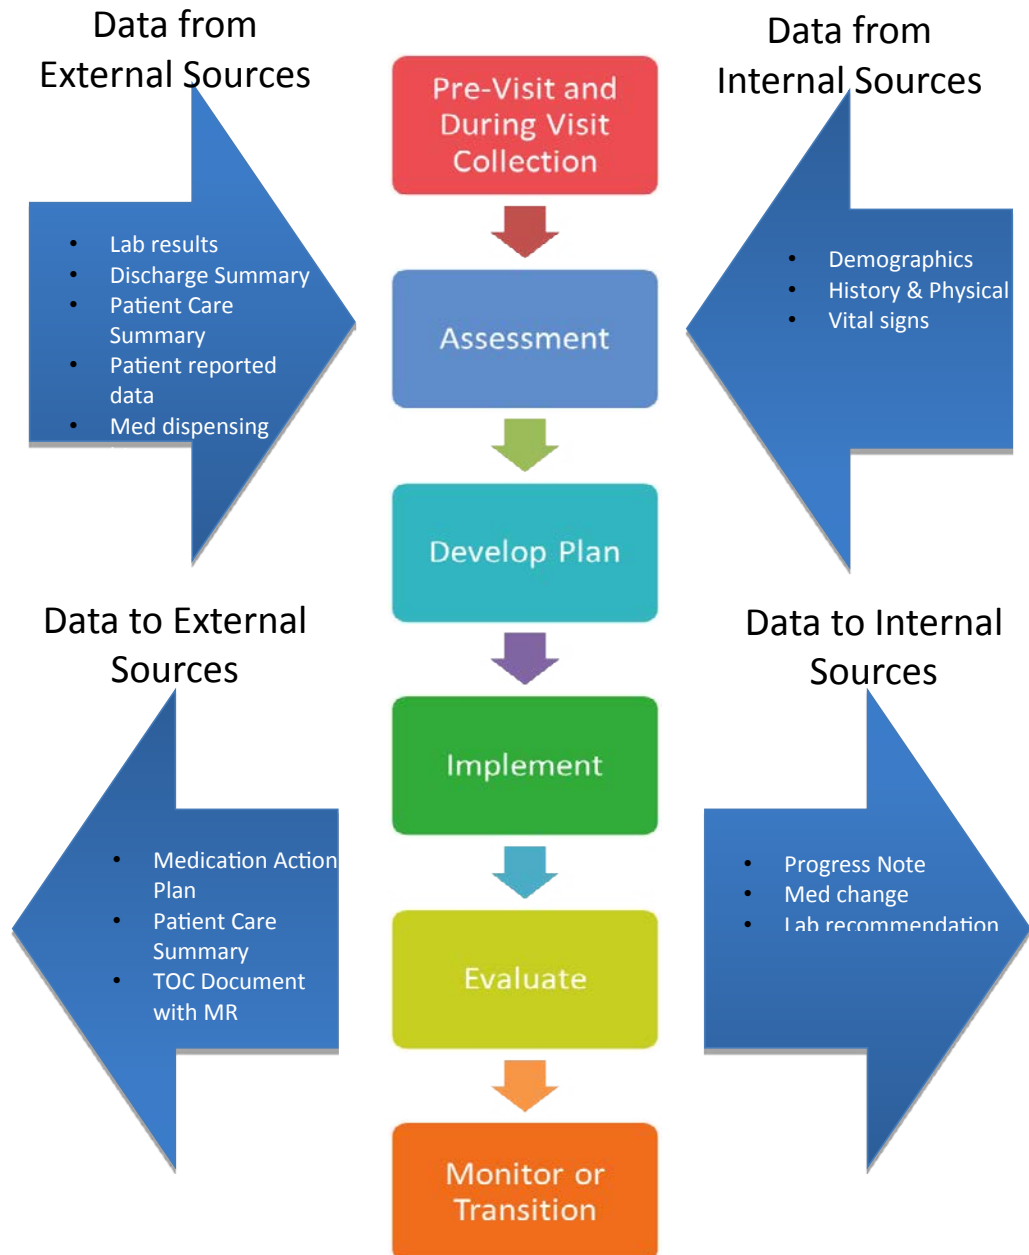 Data from
External Sources
Lab results
Discharge Summary
Patient Care
Summary
Patient reported
data
Med dispensing
Pre-Visit and
During Visit
Collection
Assessment
Develop Plan
Implement
Evaluate
Monitor or
Transition
Data from
Internal Sources
Demographics
History & Physical
Vital signs
Data to External
Sources
Medication Action
Plan
Patient Care
Summary
TOC Document
with MR
Data to Internal
Sources
Progress Note
Med change
Lab recommendation